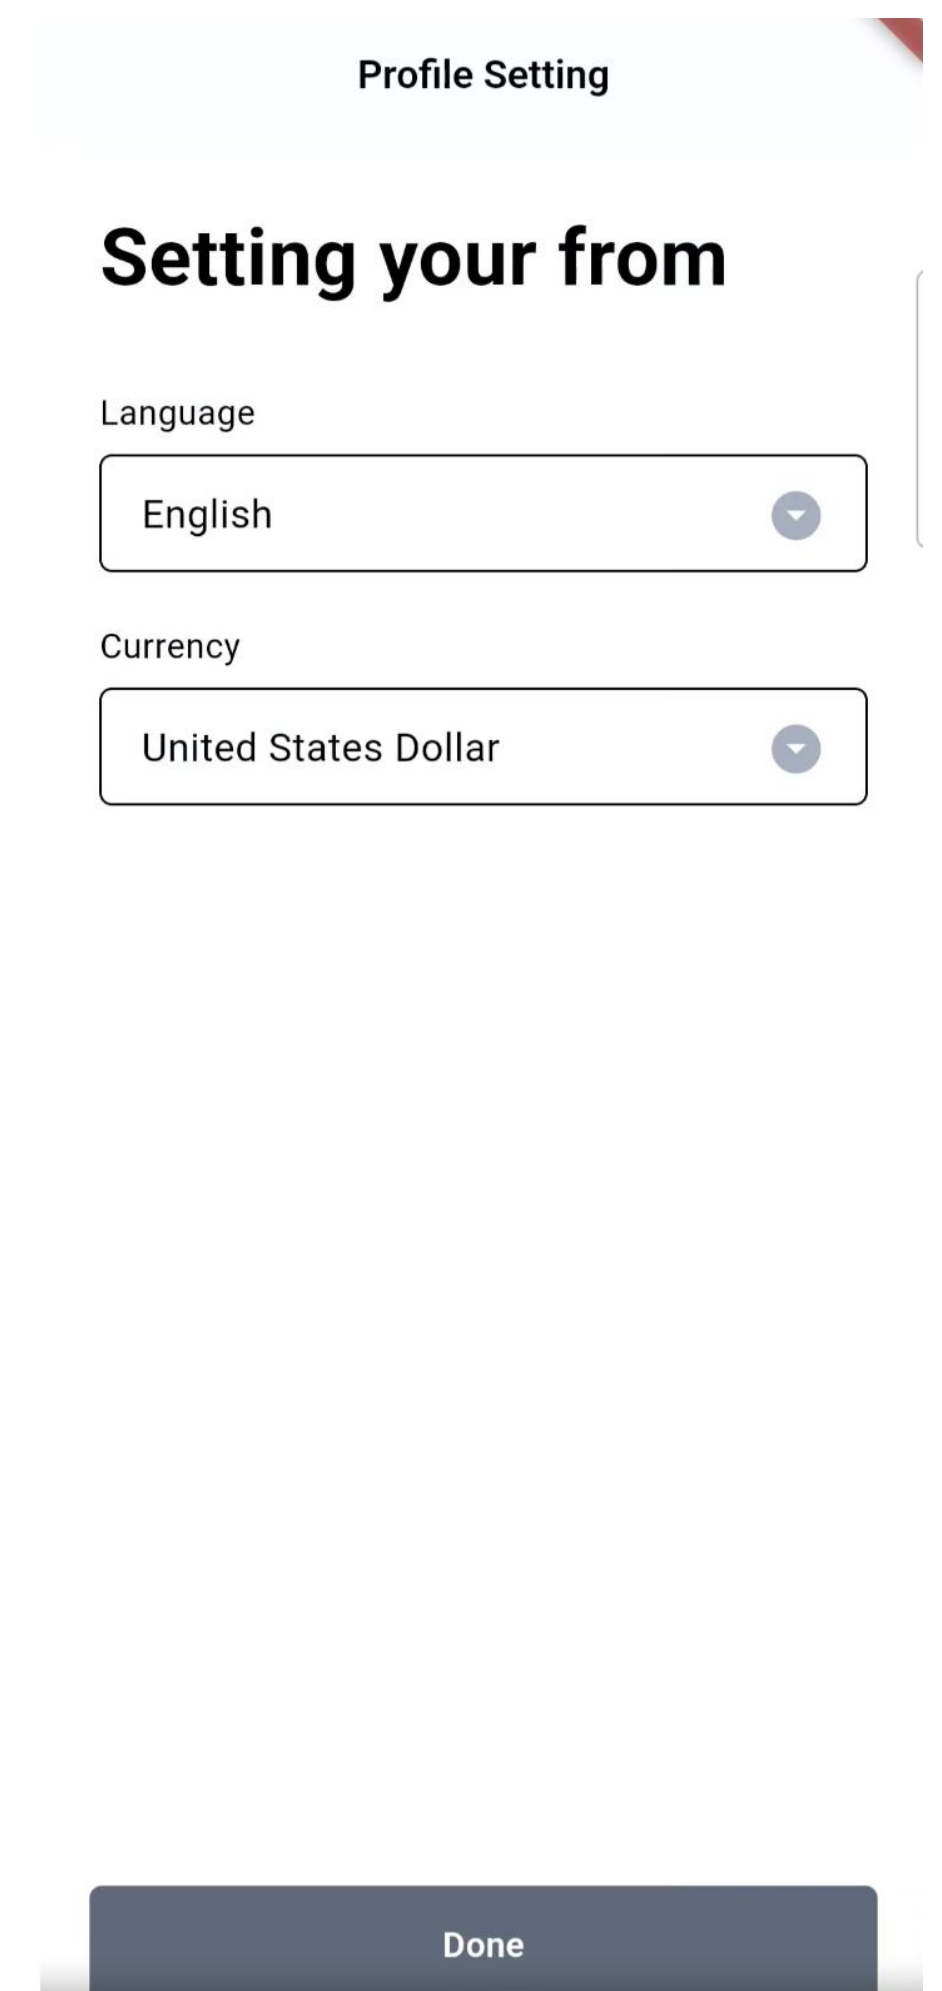 Profile Setting
Setting your from
Language
English
Currency
United States Dollar
Done